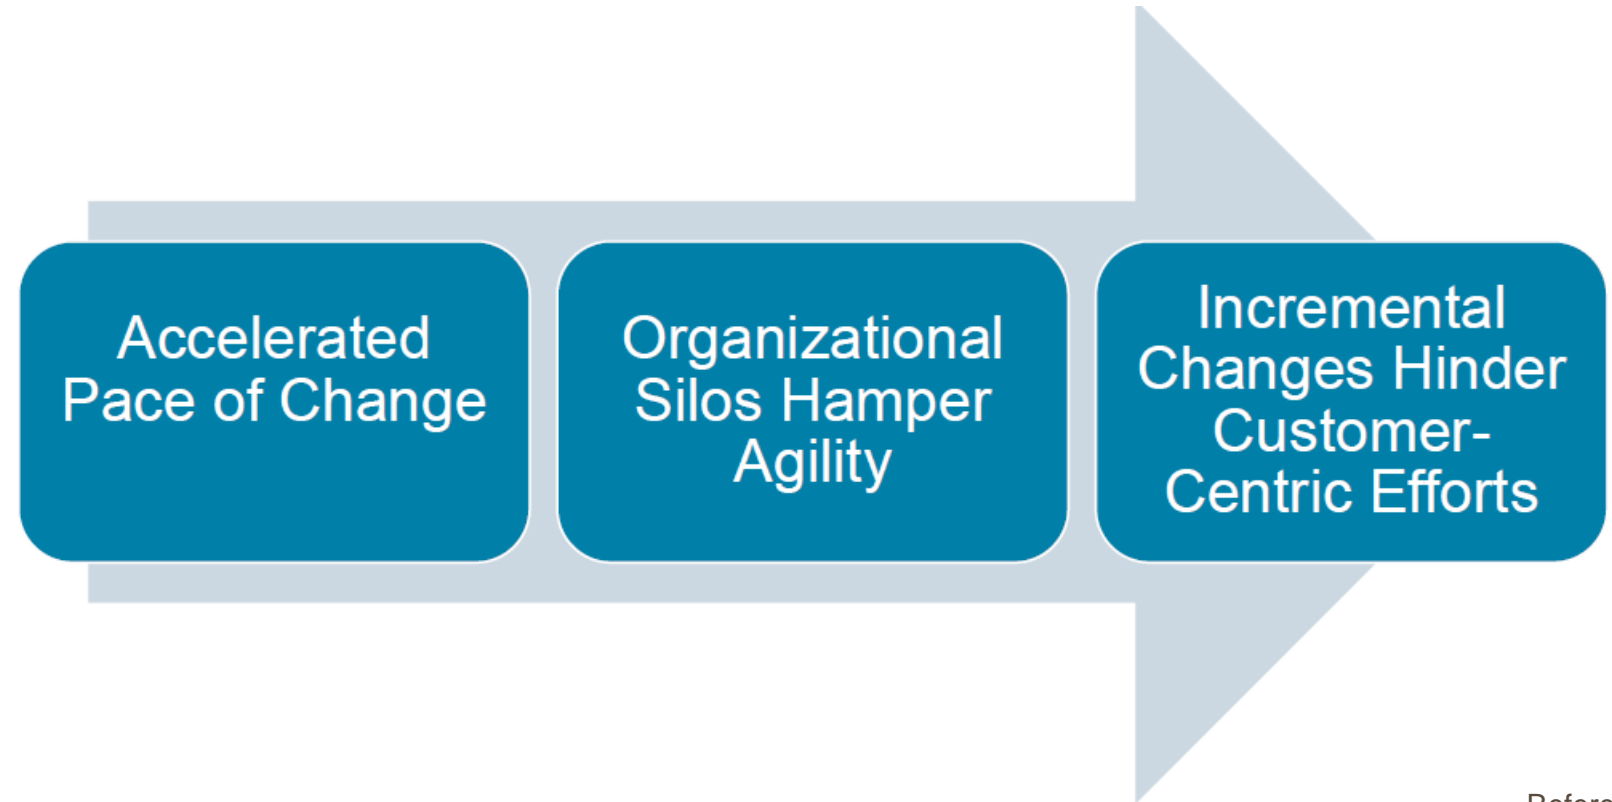 Accelerated
Pace of Change
Organizational
Silos Hamper
Agility
Incremental
Changes Hinder
Customer-
Centric Efforts